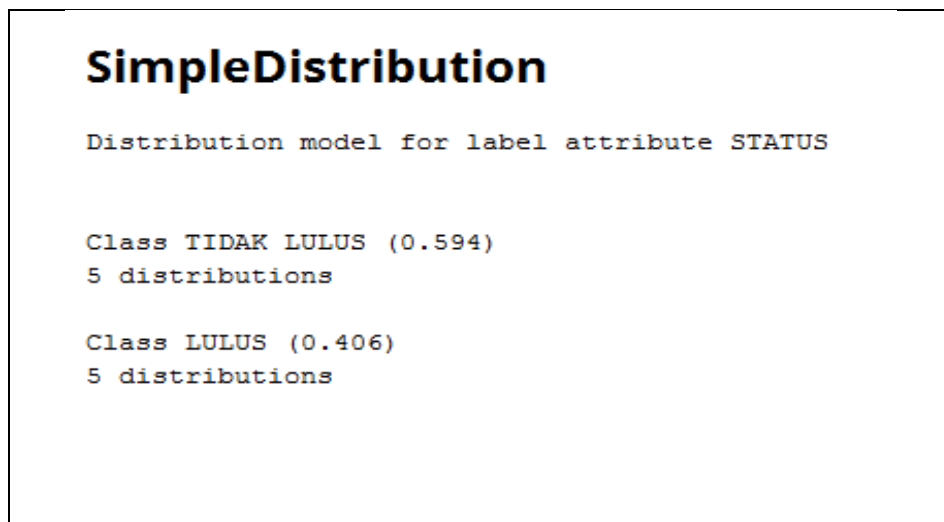 SimpleDistribution
Distribution model for label attribute STATUS
Class TIDAK LULUS (0.594)
5 distributions
Class LULUS (0.406)
5 distributions